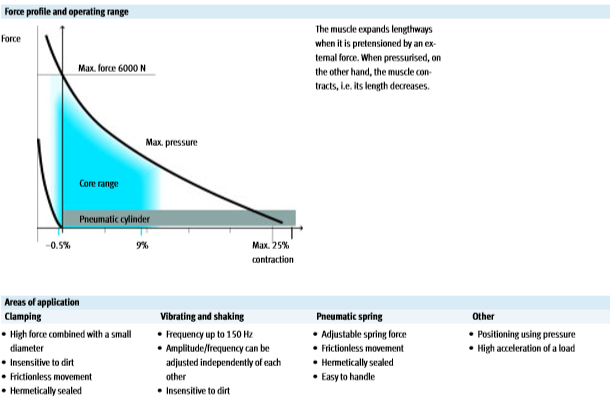 Force profile and operating range
Force
The muscle expands lengthways
when it is pretensioned by an ex-
ternal force. When pressurised, on
the other hand, the muscle con-
tracts, i.e. its length decreases.
Max. force 6000 N
Max. pressure
Core range
Pneumatic cylinder
–0.5%
9%
Max. 25%
contraction
Areas of application
Clamping
• High force combined with a small
diameter
• Insensitive to dirt
• Frictionless movement
• Hermetically sealed
Vibrating and shaking
• Frequency up to 150 Hz
• Amplitude/frequency can be
adjusted independently of each
other
• Insensitive to dirt
Pneumatic spring
• Adjustable spring force
• Frictionless movement
• Hermetically sealed
• Easy to handle
Other
• Positioning using pressure
• High acceleration of a load